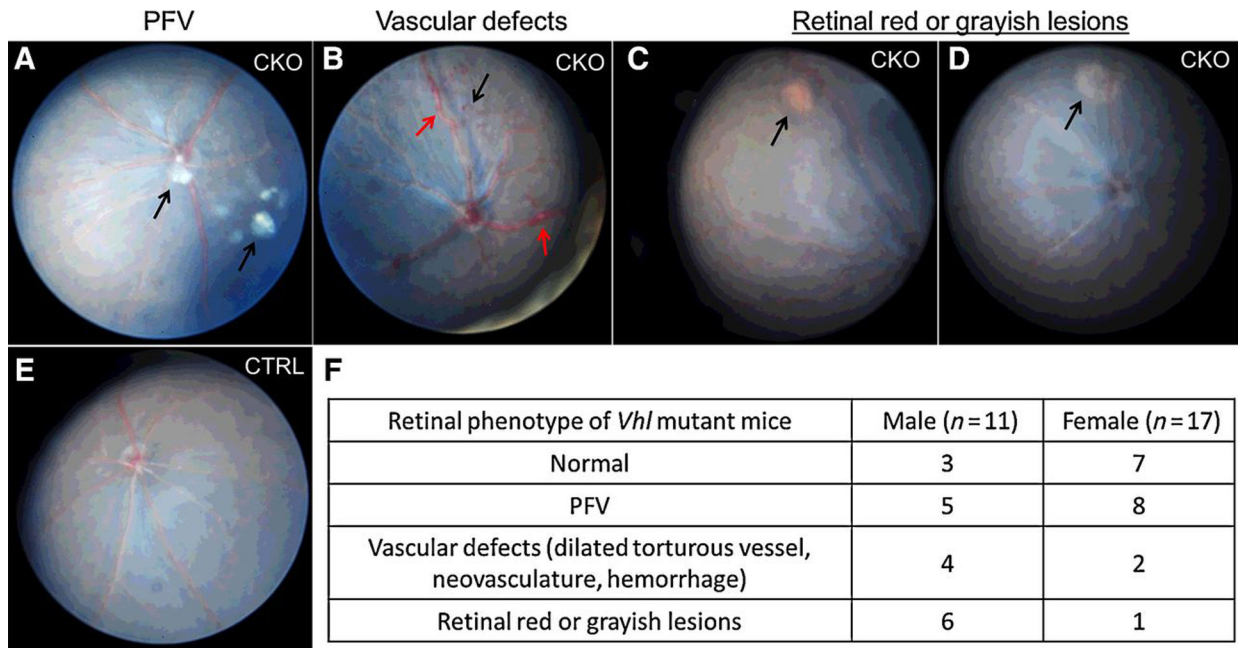 PFV
Vascular defects
Retinal red or grayish lesions
A
CKO
B
CKO
C
CKO
D
CKO
E
CTRL
F
Retinal phenotype of Vhl mutant mice
Male (n=11)
Female (n=17)
Normal
3
7
PFV
5
8
Vascular defects (dilated torturous vessel,
neovasculature, hemorrhage)
4
2
Retinal red or grayish lesions
6
1